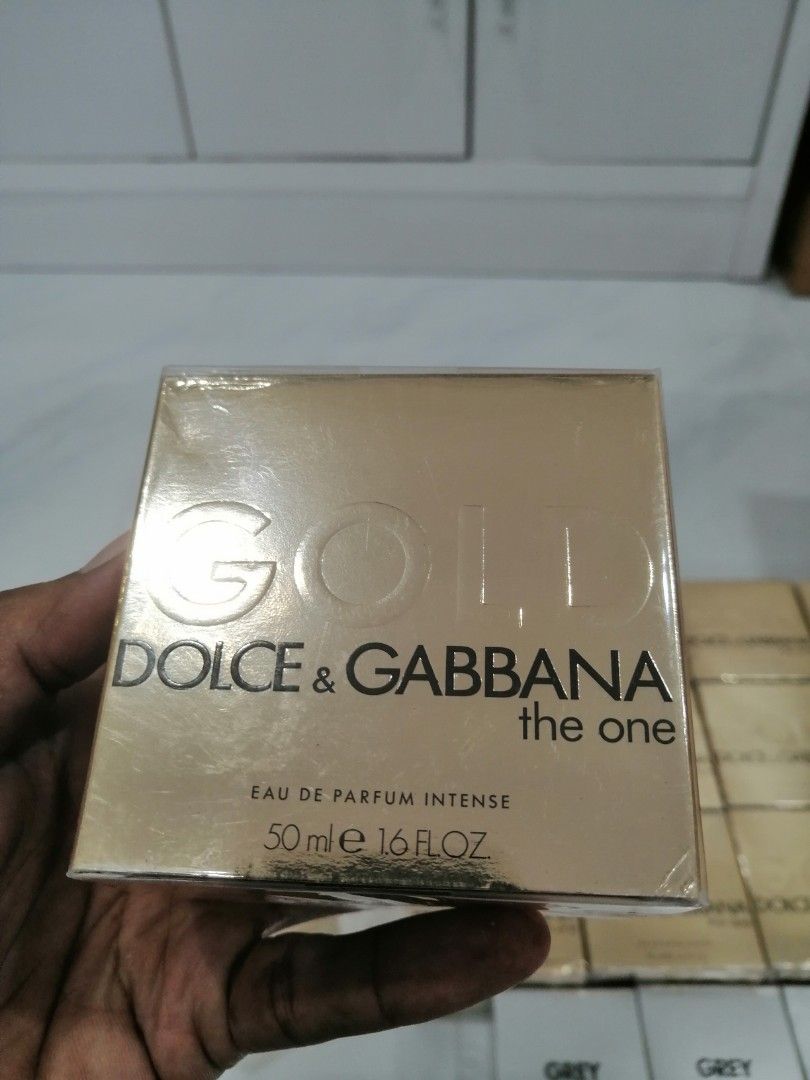 GOLD
DOLCE & GABBANA
the one
EAU DE PARFUM INTENSE
50 ml e 1.6 FL.OZ.
GREY
GREY